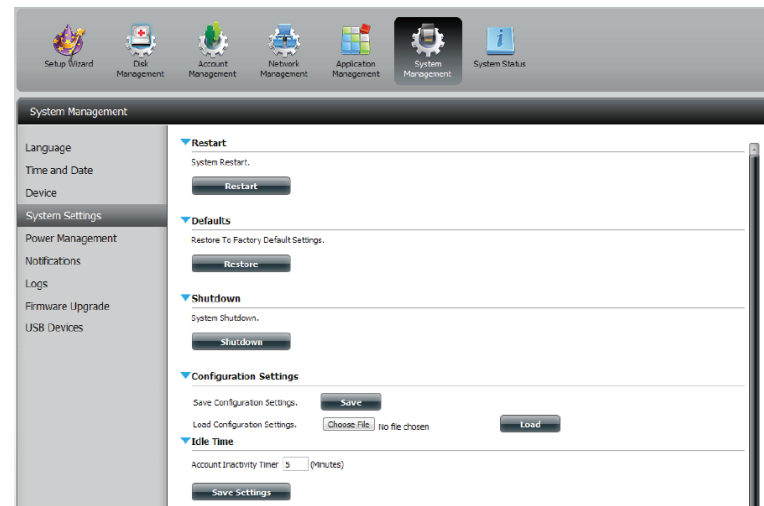 Setup Wizard
Disk Management
Account Management
Network Management
Application Management
System Management
System Status
System Management
Language
Time and Date
Device
System Settings
Power Management
Notifications
Logs
Firmware Upgrade
USB Devices
Restart
System Restart.
Restart
Defaults
Restore To Factory Default Settings.
Restore
Shutdown
System Shutdown.
Shutdown
Configuration Settings
Save Configuration Settings. Save
Load Configuration Settings. Choose File No file chosen Load
Idle Time
Account Inactivity Timer 5 (Minutes)
Save Settings